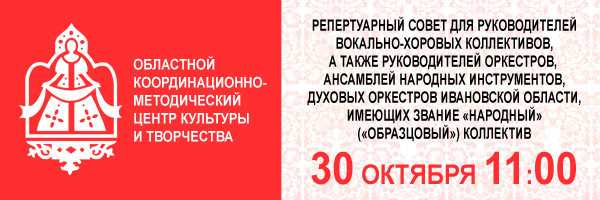 ОБЛАСТНОЙ
КООРДИНАЦИОННО-
МЕТОДИЧЕСКИЙ
ЦЕНТР КУЛЬТУРЫ
И ТВОРЧЕСТВА
РЕПЕРТУАРНЫЙ СОВЕТ ДЛЯ РУКОВОДИТЕЛЕЙ
ВОКАЛЬНО-ХОРОВЫХ КОЛЛЕКТИВОВ,
А ТАКЖЕ РУКОВОДИТЕЛЕЙ ОРКЕСТРОВ,
АНСАМБЛЕЙ НАРОДНЫХ ИНСТРУМЕНТОВ,
ДУХОВЫХ ОРКЕСТРОВ ИВАНОВСКОЙ ОБЛАСТИ,
ИМЕЮЩИХ ЗВАНИЕ «НАРОДНЫЙ»
(«ОБРАЗЦОВЫЙ») КОЛЛЕКТИВ
30 ОКТЯБРЯ 11:00